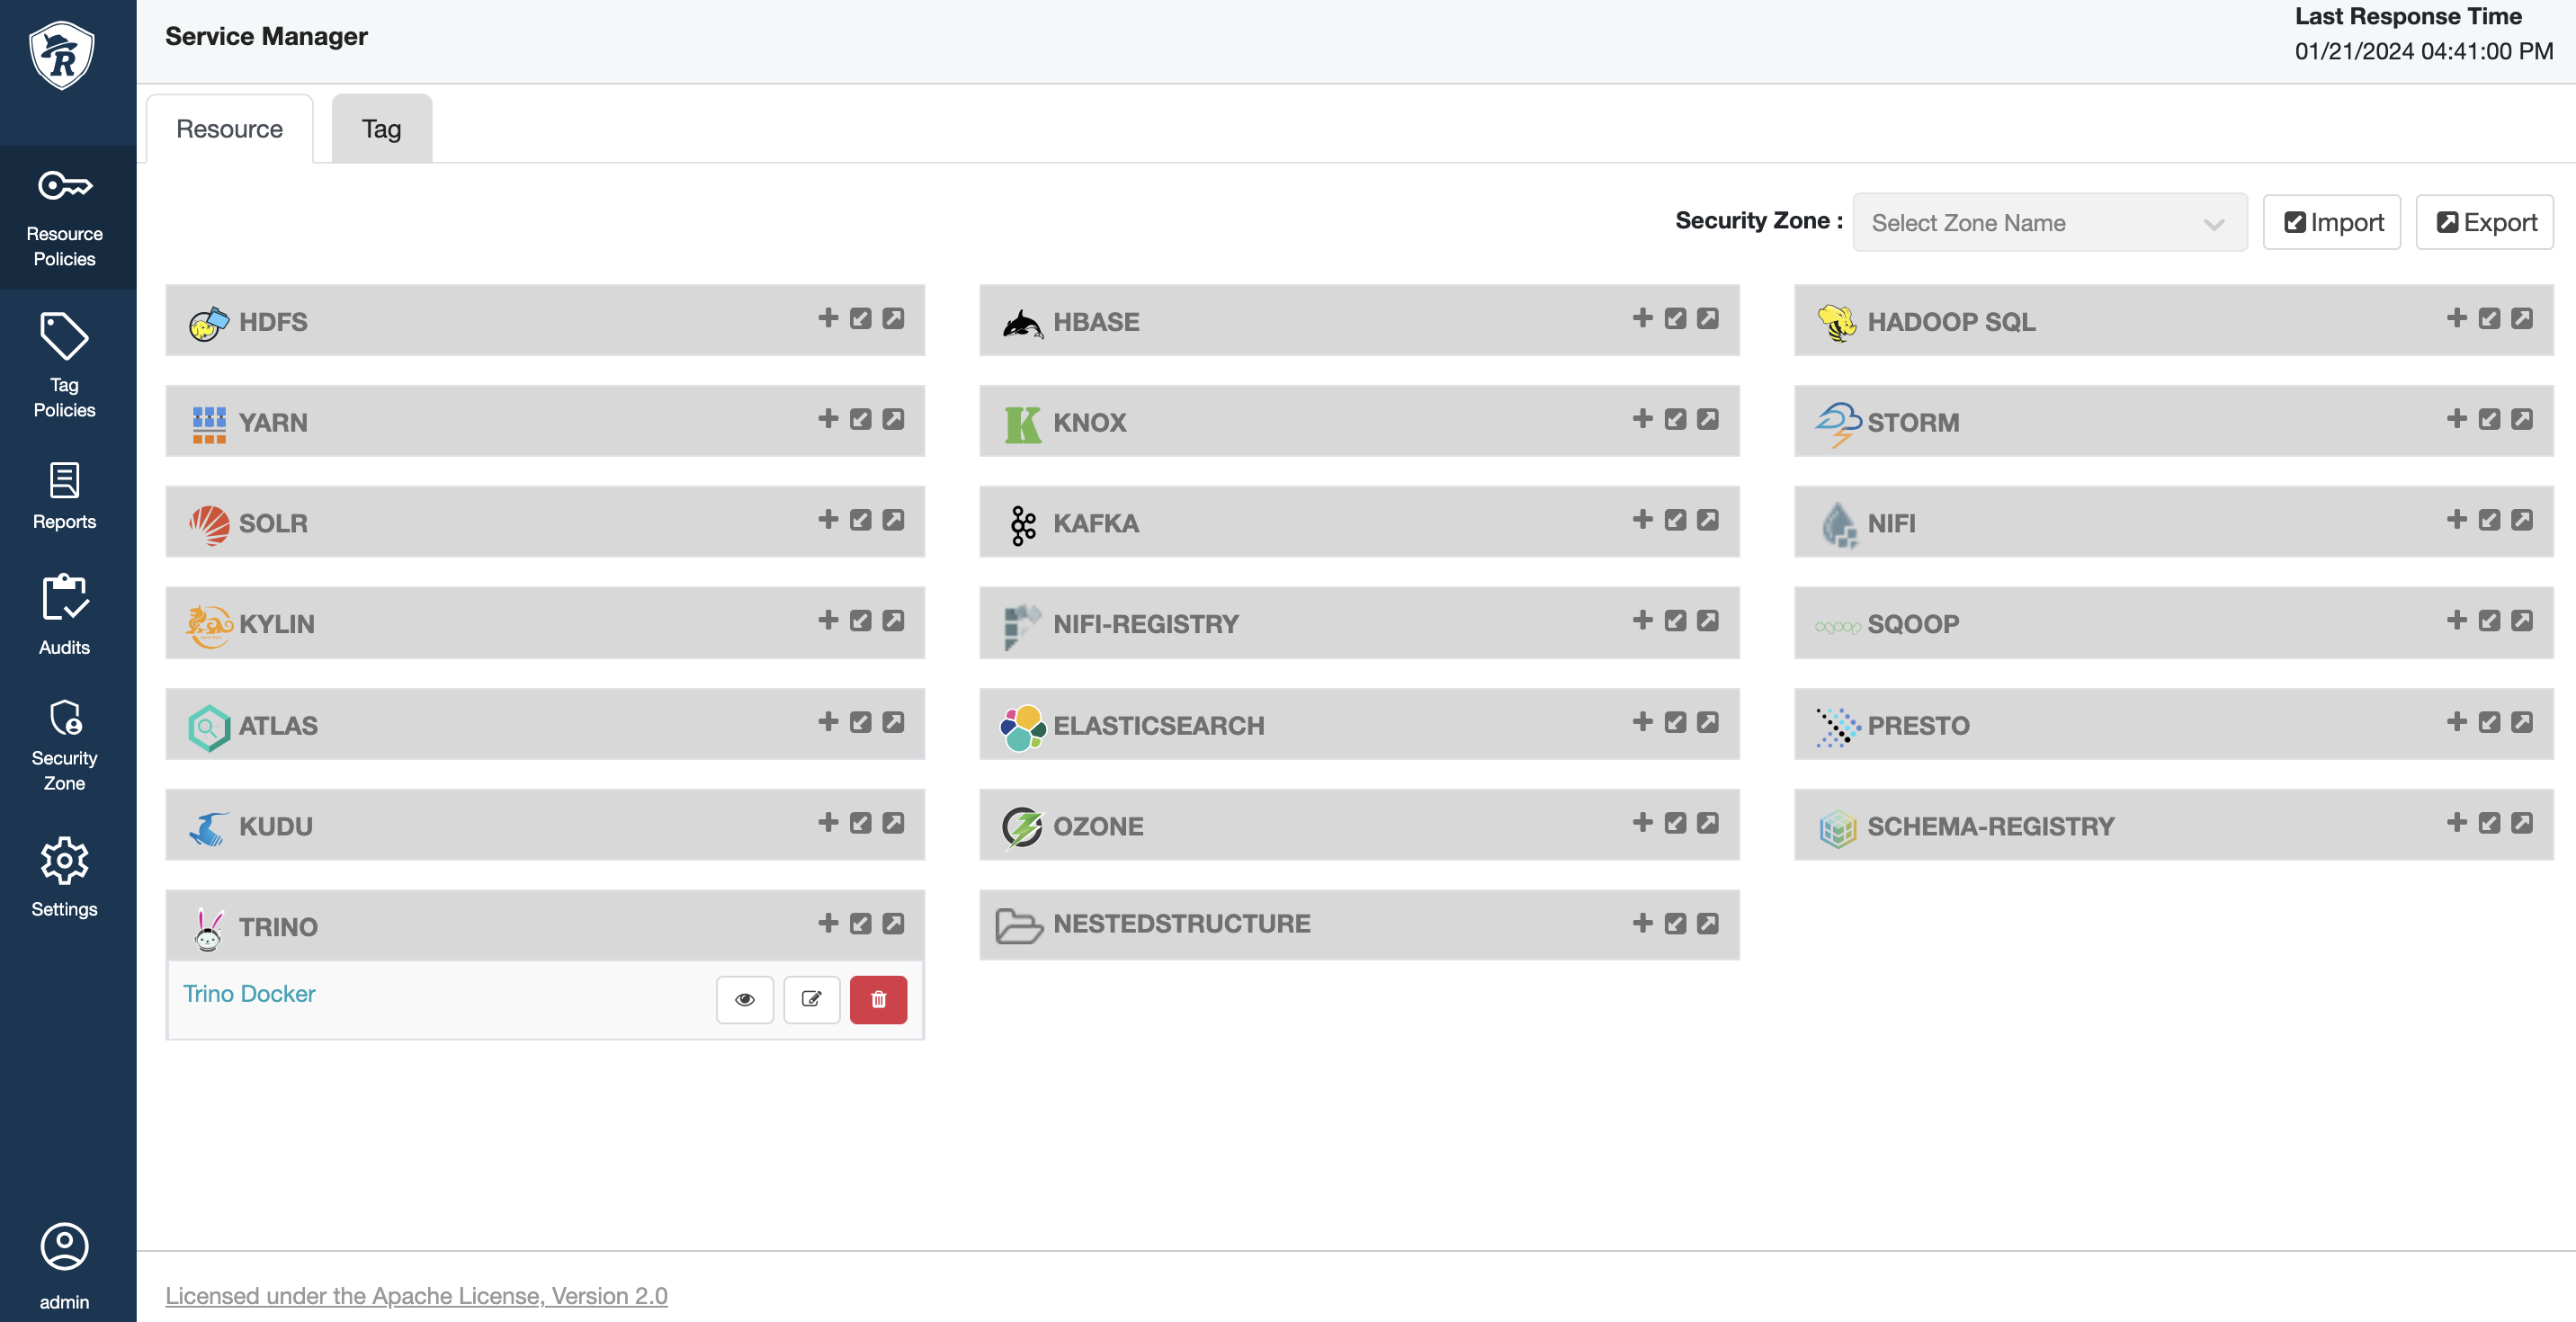 Service Manager
Last Response Time
01/21/2024 04:41:00 PM
Resource
Tag
Resource
Policies
Tag
Policies
Reports
Audits
Security
Zone
Settings
admin
Security Zone :
Select Zone Name
Import
Export
HDFS
HBASE
HADOOP SQL
YARN
KNOX
STORM
SOLR
KAFKA
NIFI
KYLIN
NIFI-REGISTRY
SQOOP
ATLAS
ELASTICSEARCH
PRESTO
KUDU
OZONE
SCHEMA-REGISTRY
TRINO
NESTEDSTRUCTURE
Trino Docker
Licensed under the Apache License, Version 2.0